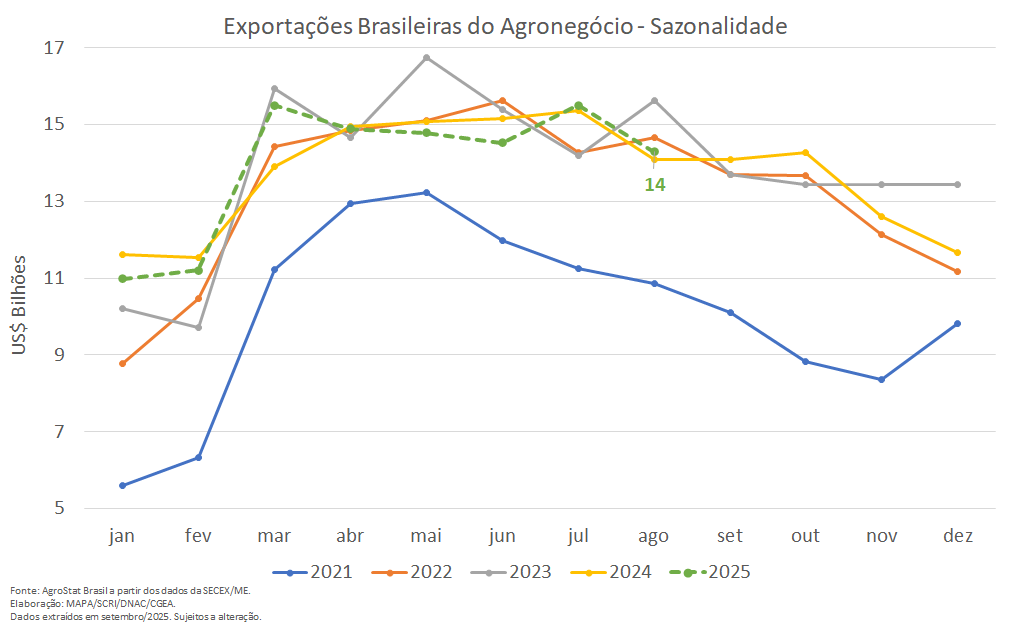 Exportações Brasileiras do Agronegócio - Sazonalidade
US$ Bilhões
17
15
13
11
9
7
5
14
jan fev mar abr mai jun jul ago set out nov dez
2021 2022 2023 2024 2025
Fonte: AgroStat Brasil a partir dos dados da SECEX/ME.
Elaboração: MAPA/SCRI/DNAC/CGEA.
Dados extraídos em setembro/2025. Sujeitos a alteração.